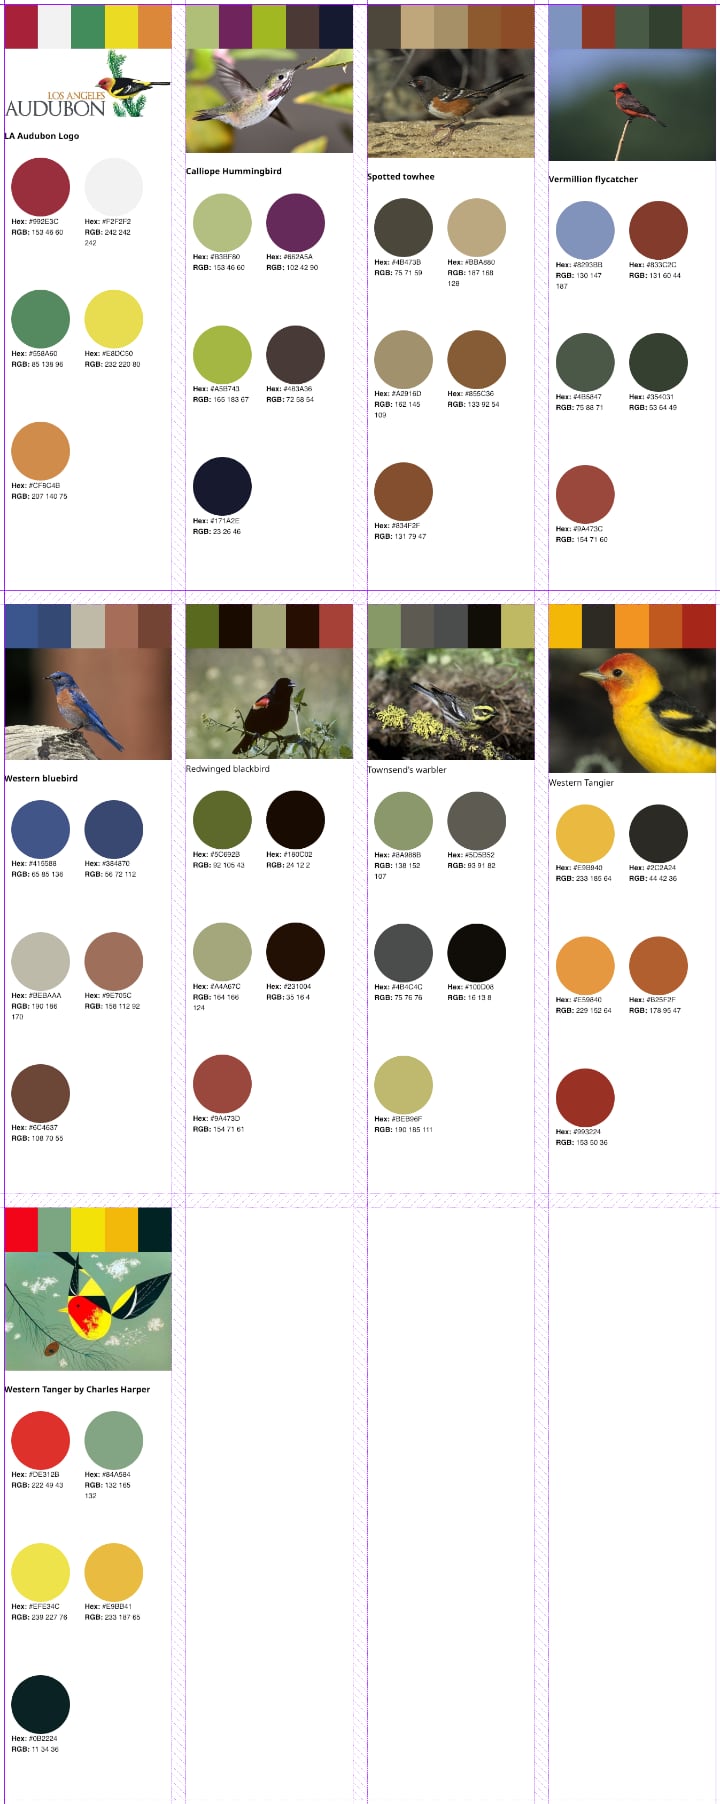 LOS ANGELES
AUDUBON
LA Audubon Logo
Hex: #992E3C
RGB: 153 46 60
Hex: #F2F2F2
RGB: 242 242
242
Hex: #558A60
RGB: 85 138 96
Hex: #E8DC50
RGB: 232 220 80
Hex: #CF8C4B
RGB: 207 140 75
Calliope Hummingbird
Hex: #B3BF80
RGB: 153 46 60
Hex: #662A5A
RGB: 102 42 90
Hex: #A5B743
RGB: 165 183 67
Hex: #483A36
RGB: 72 58 54
Hex: #171A2E
RGB: 23 26 46
Spotted towhee
Hex: #4B473B
RGB: 75 71 59
Hex: #BBA880
RGB: 187 168
128
Hex: #A2916D
RGB: 162 145
109
Hex: #855C36
RGB: 133 92 54
Hex: #834F2F
RGB: 131 79 47
Vermillion flycatcher
Hex: #8293BB
RGB: 130 147
187
Hex: #833C2C
RGB: 131 60 44
Hex: #4B5847
RGB: 75 88 71
Hex: #354031
RGB: 53 64 49
Hex: #9A473C
RGB: 154 71 60
Western bluebird
Hex: #415588
RGB: 65 85 136
Hex: #384870
RGB: 56 72 112
Hex: #BEBAAA
RGB: 190 186
170
Hex: #9E705C
RGB: 158 112 92
Hex: #6C4637
RGB: 108 70 55
Redwinged blackbird
Hex: #5C692B
RGB: 92 105 43
Hex: #180C02
RGB: 24 12 2
Hex: #A4A67C
RGB: 164 166
124
Hex: #231004
RGB: 35 16 4
Hex: #9A473D
RGB: 154 71 61
Townsend's warbler
Hex: #8A986B
RGB: 138 152
107
Hex: #5D5B52
RGB: 93 91 82
Hex: #4B4C4C
RGB: 75 76 76
Hex: #100D08
RGB: 16 13 8
Hex: #BEB96F
RGB: 190 185 111
Western Tangier
Hex: #E9B940
RGB: 233 185 64
Hex: #2C2A24
RGB: 44 42 36
Hex: #E59840
RGB: 229 152 64
Hex: #B25F2F
RGB: 178 95 47
Hex: #993224
RGB: 153 50 36
Western Tanger by Charles Harper
Hex: #DE312B
RGB: 222 49 43
Hex: #84A584
RGB: 132 165
132
Hex: #EFE34C
RGB: 239 227 76
Hex: #E9BB41
RGB: 233 187 65
Hex: #0B2224
RGB: 11 34 36